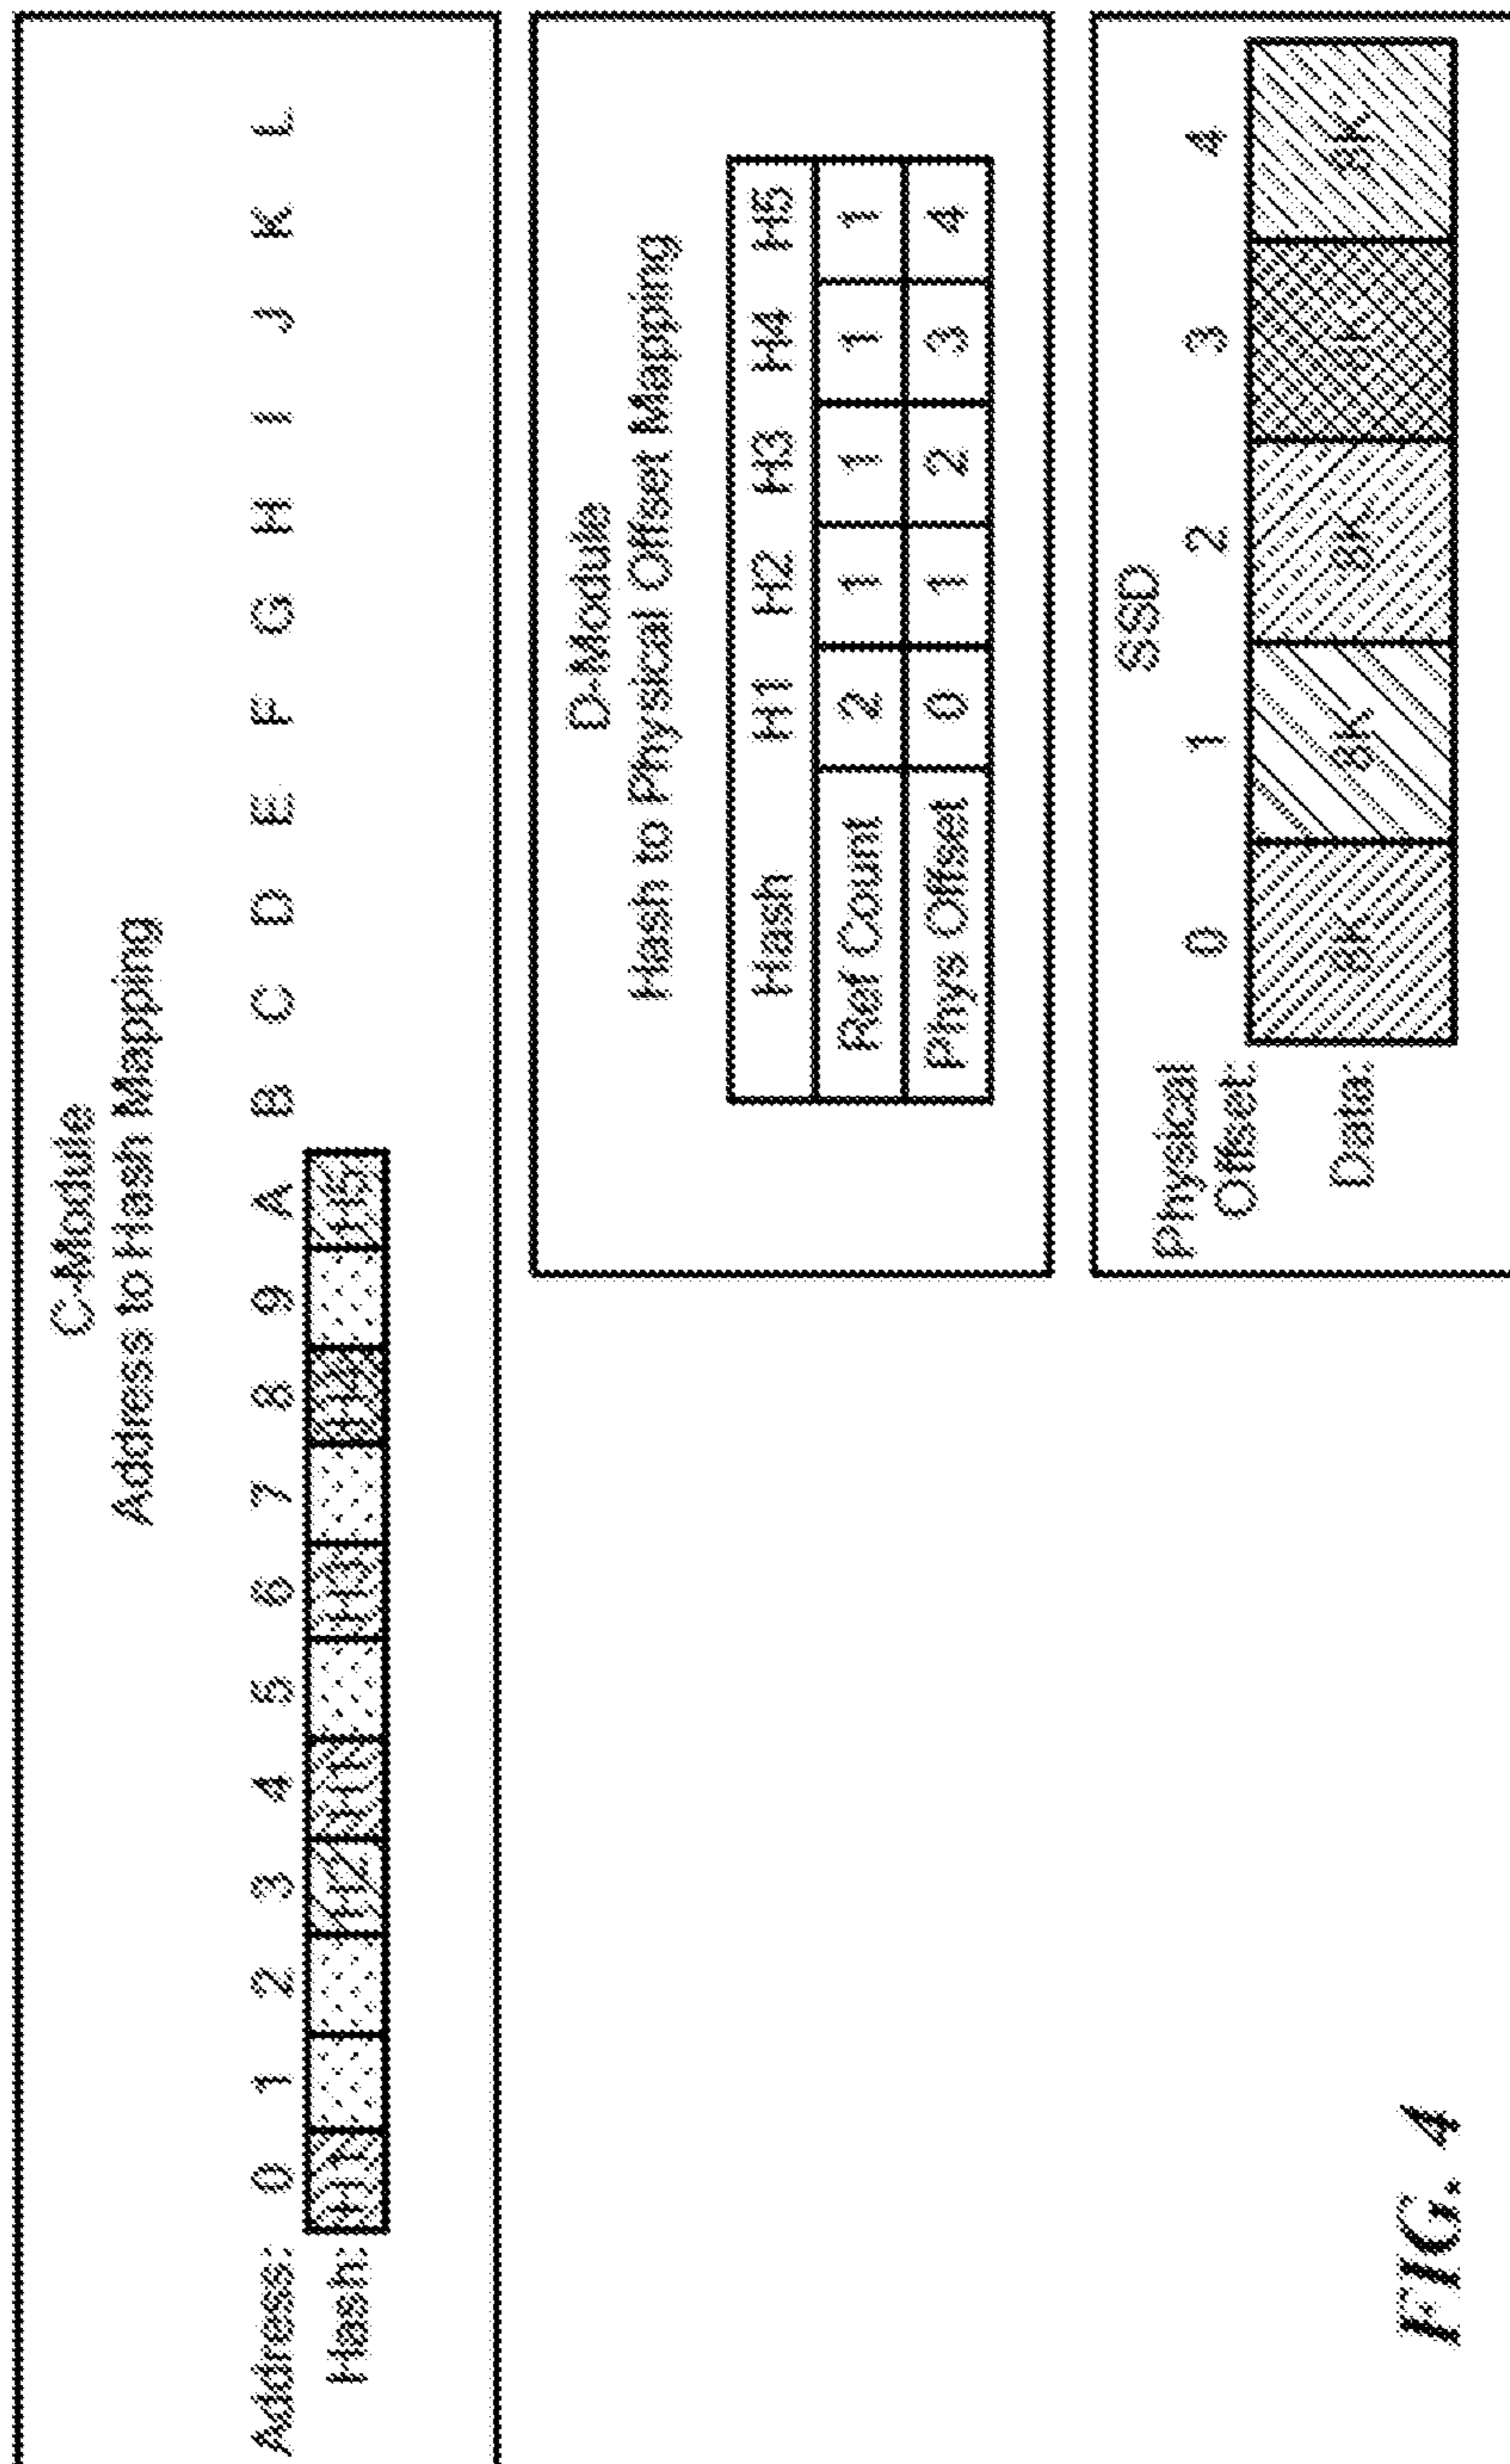 C-Module
Address to Hash Mapping
Address: 0 1 2 3 4 5 6 7 8 9 A B C D E F G H I J K L
Hash: H1 H2 H1 H3 H4 H5
D-Module
Hash to Physical Offset Mapping
Hash H1 H2 H3 H4 H5
Ref Count 2 1 1 1 1
Phys Offset 0 1 2 3 4
SSD
Physical
Offset: 0 1 2 3 4
Data: 8K 8K 8K 8K 8K
FIG. 4